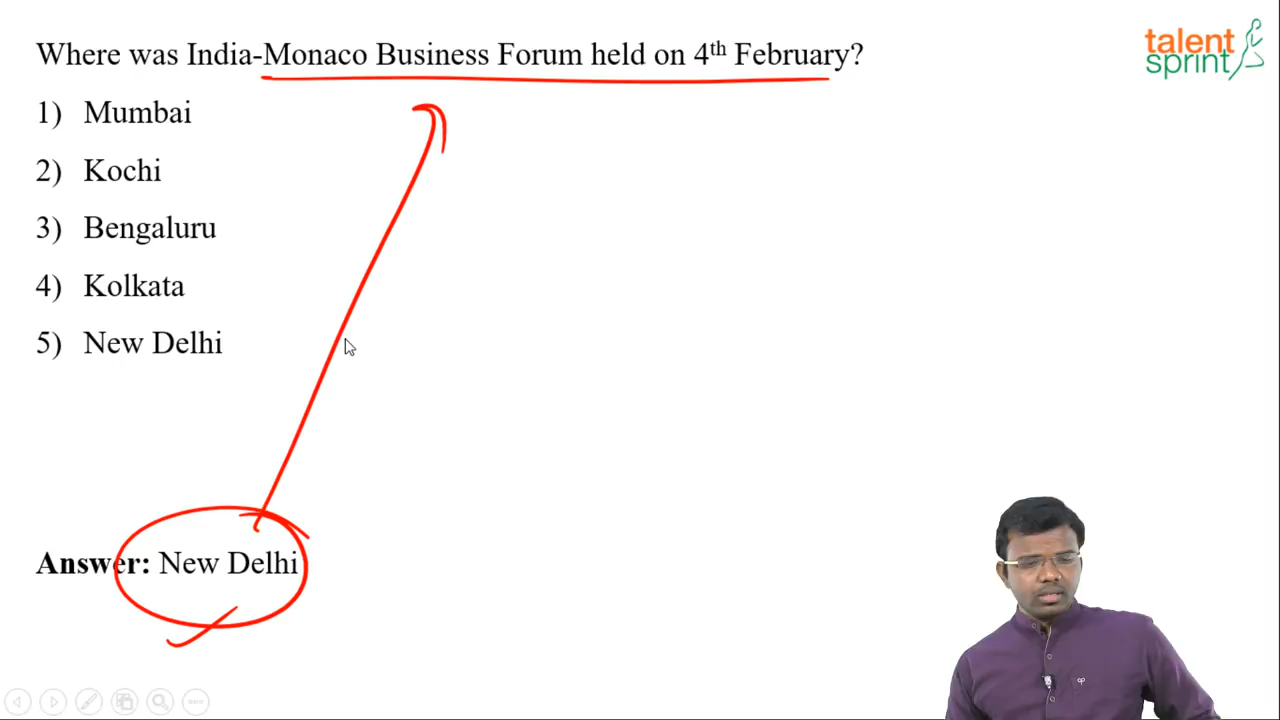 Where was India-Monaco Business Forum held on 4th February?
talent
sprint
1) Mumbai
2) Kochi
3) Bengaluru
4) Kolkata
5) New Delhi
Answer: New Delhi